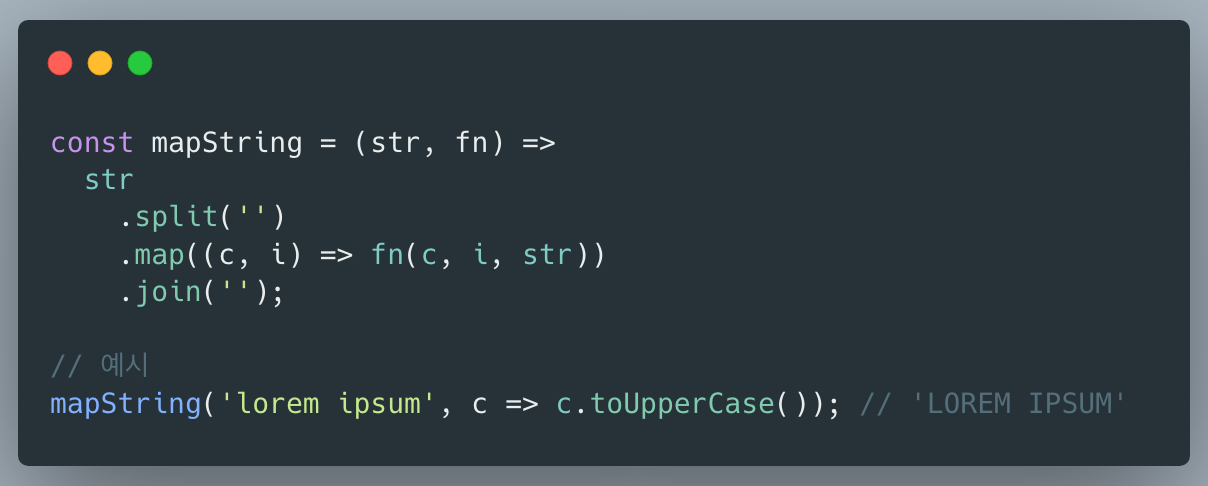 const mapString = (str, fn) =>
  str
    .split('')
    .map((c, i) => fn(c, i, str))
    .join('');

// 예시
mapString('lorem ipsum', c => c.toUpperCase()); // 'LOREM IPSUM'